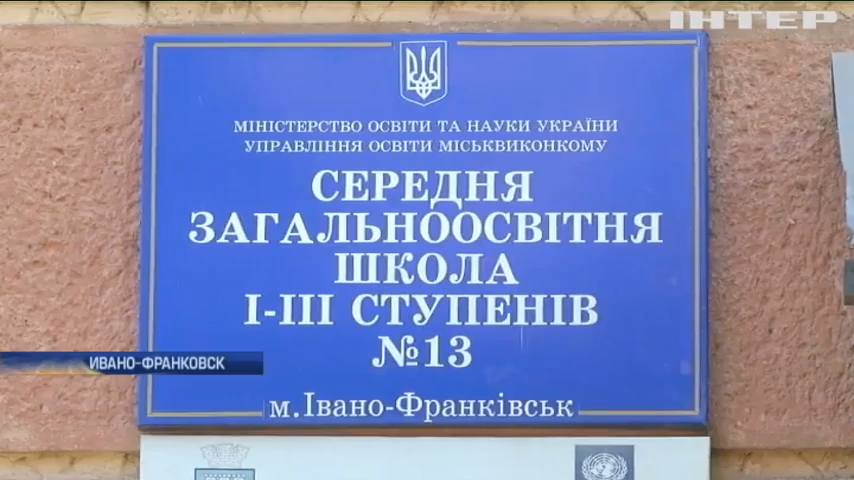 ІНТЕР
МІНІСТЕРСТВО ОСВІТИ ТА НАУКИ УКРАЇНИ
УПРАВЛІННЯ ОСВІТИ МІСЬКВИКОНКОМУ
СЕРЕДНЯ
ЗАГАЛЬНООСВІТНЯ
ШКОЛА
І-ІІІ СТУПЕНІВ
№13
ИВАНО-ФРАНКОВСК
м. Івано-Франківськ